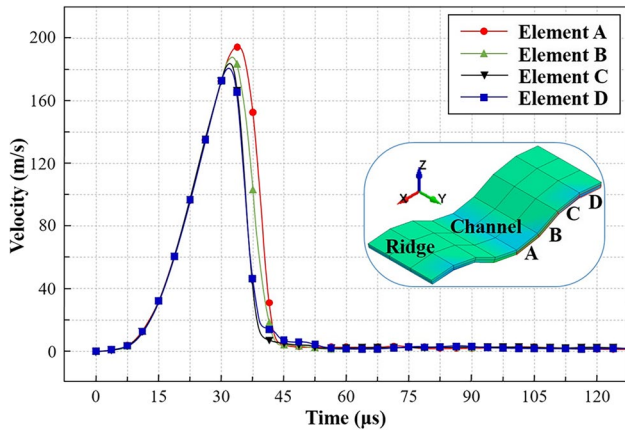 Element A
Element B
Element C
Element D
200
160
120
80
40
0
Velocity (m/s)
Z
X
Y
Ridge
Channel
A
B
C
D
0 15 30 45 60 75 90 105 120
Time (μs)